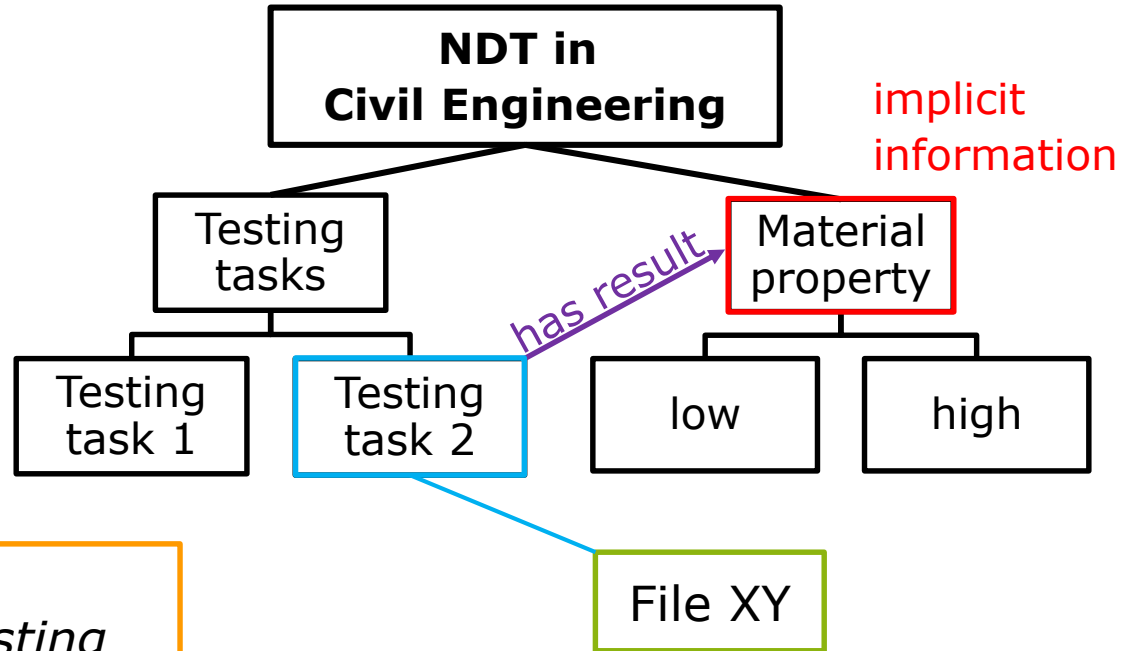 NDT in
Civil Engineering
implicit
information
Testing
tasks
has result
Material
property
Testing
task 1
Testing
task 2
low
high
File XY